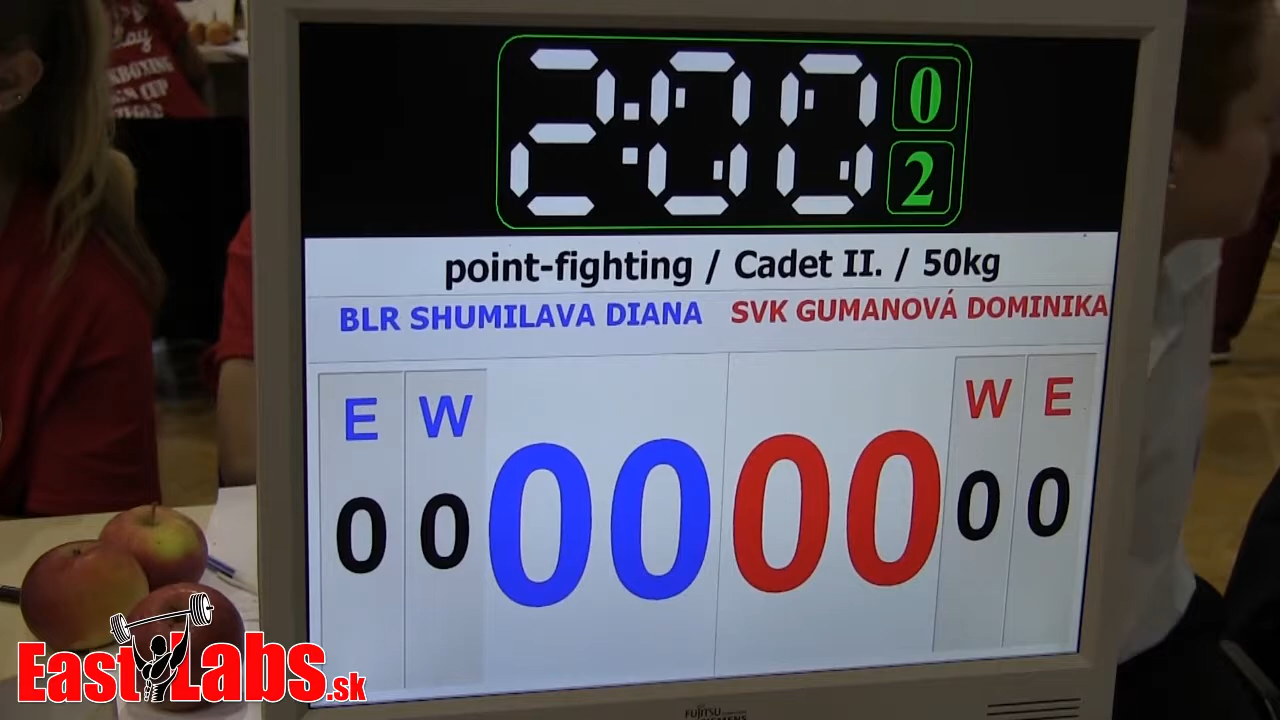 2:00
0
2
point-fighting / Cadet II. / 50kg
BLR SHUMILAVA DIANA SVK GUMANOVÁ DOMINIKA
E W W E
0 0 00 00 0 0
FUJITSU
EastLabs.sk